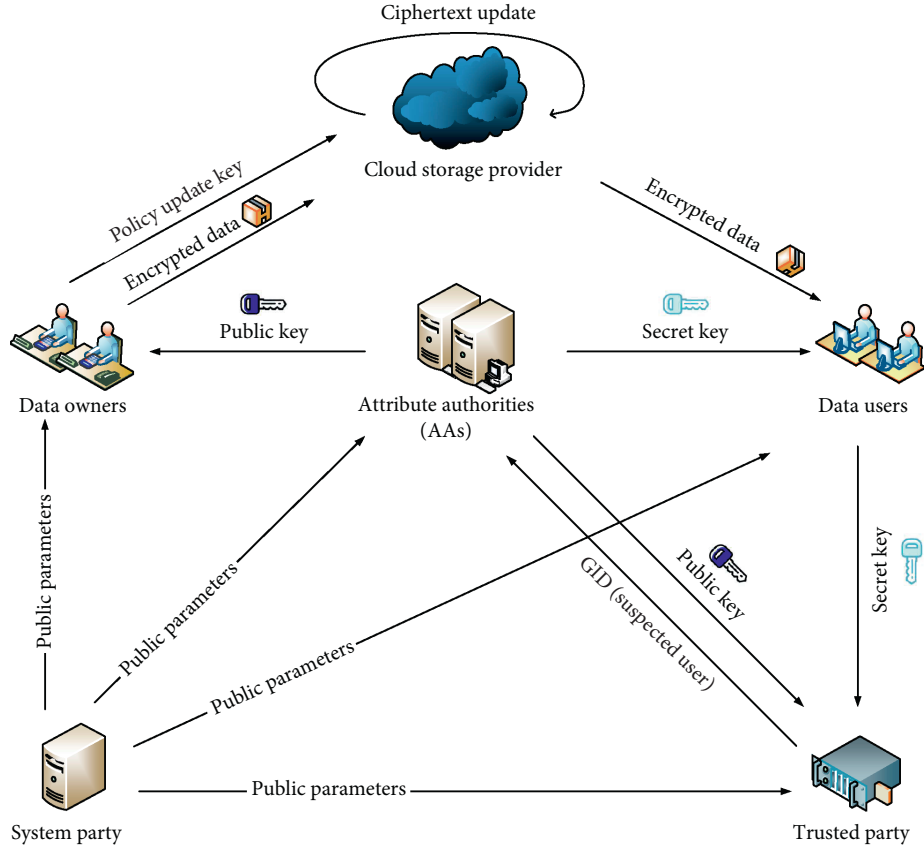 Ciphertext update
Cloud storage provider
Policy update key
Encrypted data
Encrypted data
Public key
Secret key
Data owners
Attribute authorities
(AAs)
Data users
Public parameters
Public parameters
Public parameters
GID (suspected user)
Public key
Secret key
Public parameters
System party
Trusted party